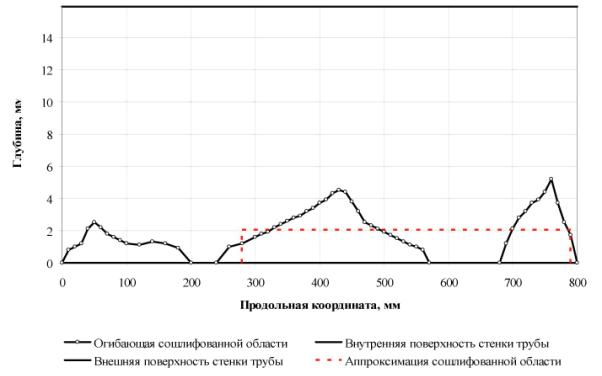 14
12
10
8
6
4
2
0
Глубина, мм
0 100 200 300 400 500 600 700 800
Продольная координата, мм
Огибающая сошлифованной области
Внутренняя поверхность стенки трубы
Внешняя поверхность стенки трубы
Аппроксимация сошлифованной области